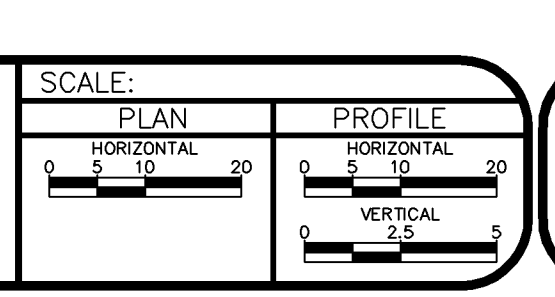 SCALE:
PLAN
HORIZONTAL
0 5 10 20
PROFILE
HORIZONTAL
0 5 10 20
VERTICAL
0 2.5 5